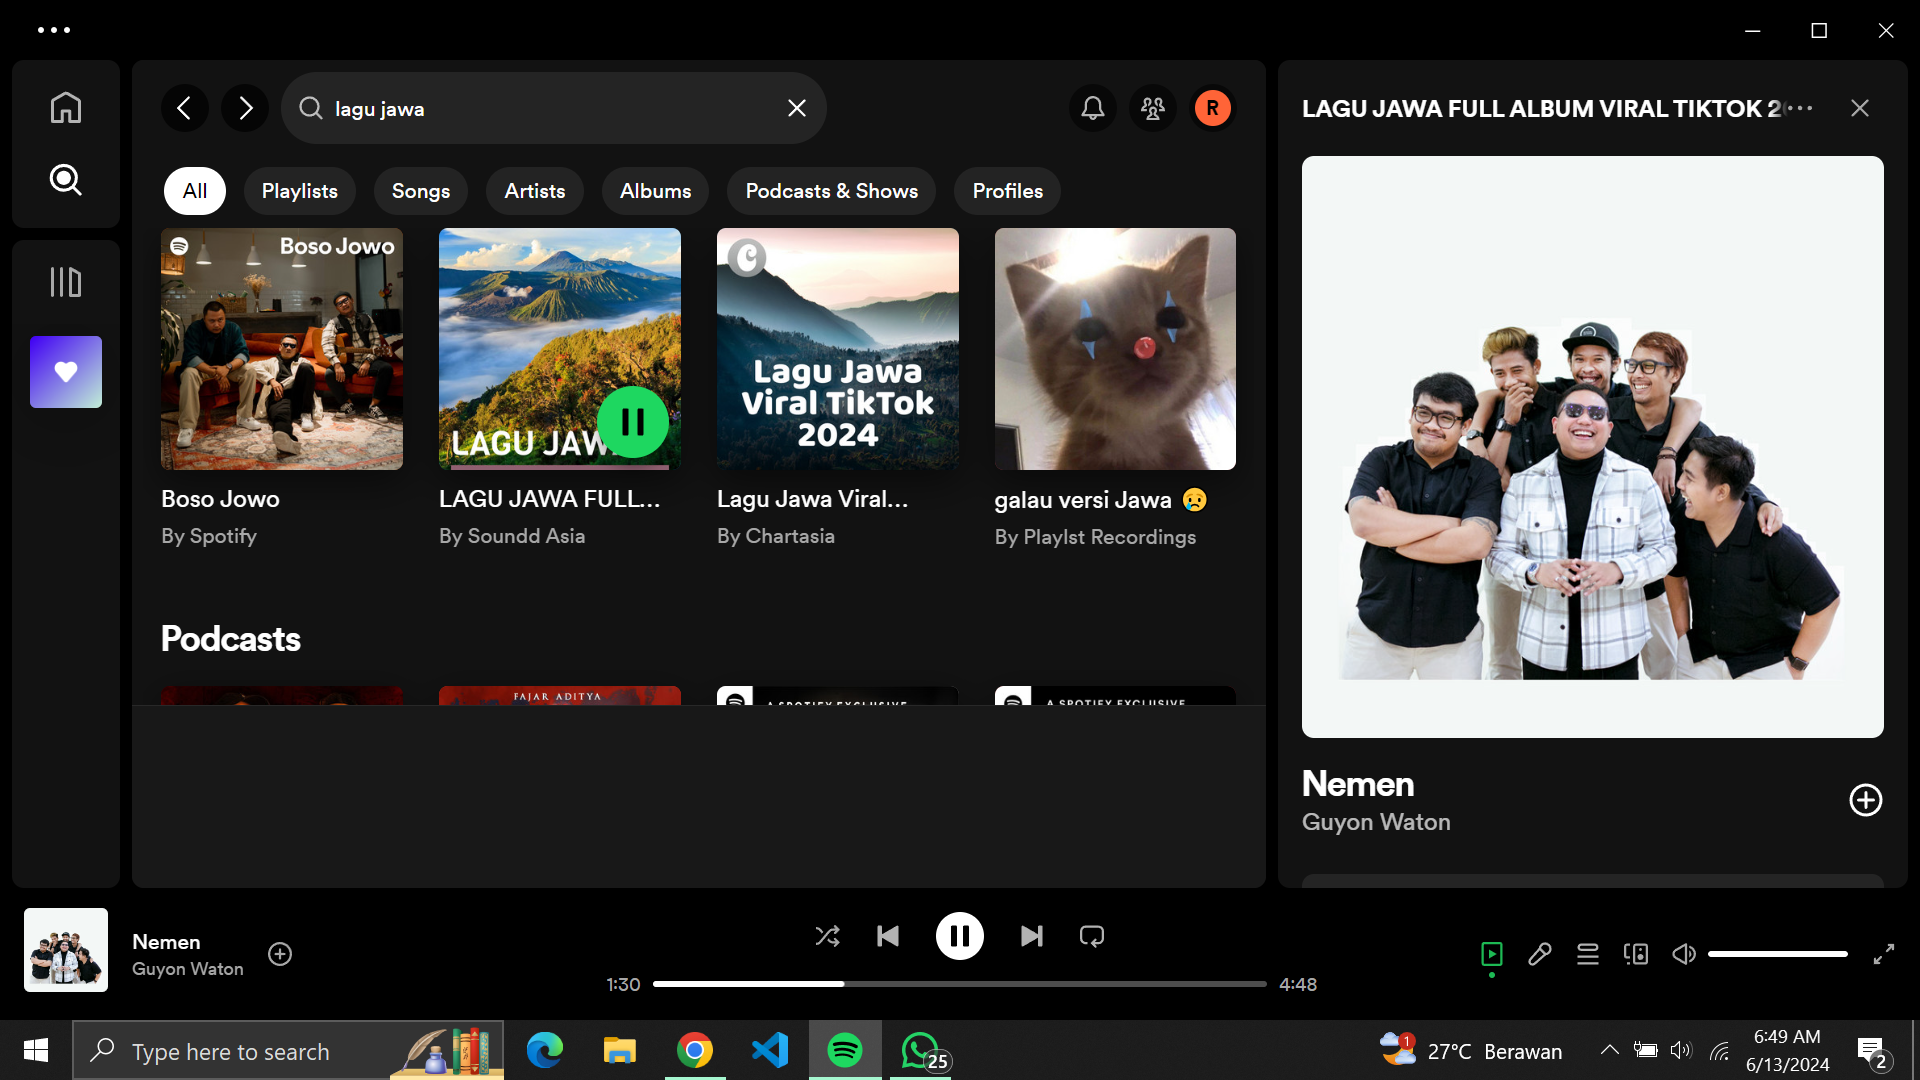 lagu jawa
R
All
Playlists
Songs
Artists
Albums
Podcasts & Shows
Profiles
Boso Jowo
LAGU JAW
Lagu Jawa
Viral TikTok
2024
Boso Jowo
By Spotify
LAGU JAWA FULL...
By Soundd Asia
Lagu Jawa Viral...
By Chartasia
galau versi Jawa 😥
By Playlst Recordings
Podcasts
FAJAR ADITYA
A SPOTIFY EXCLUSIVE
A SPOTIFY EXCLUSIVE
LAGU JAWA FULL ALBUM VIRAL TIKTOK 2
Nemen
Guyon Waton
Nemen
Guyon Waton
1:30
4:48
Type here to search
25
1
27°C Berawan
6:49 AM
6/13/2024
2